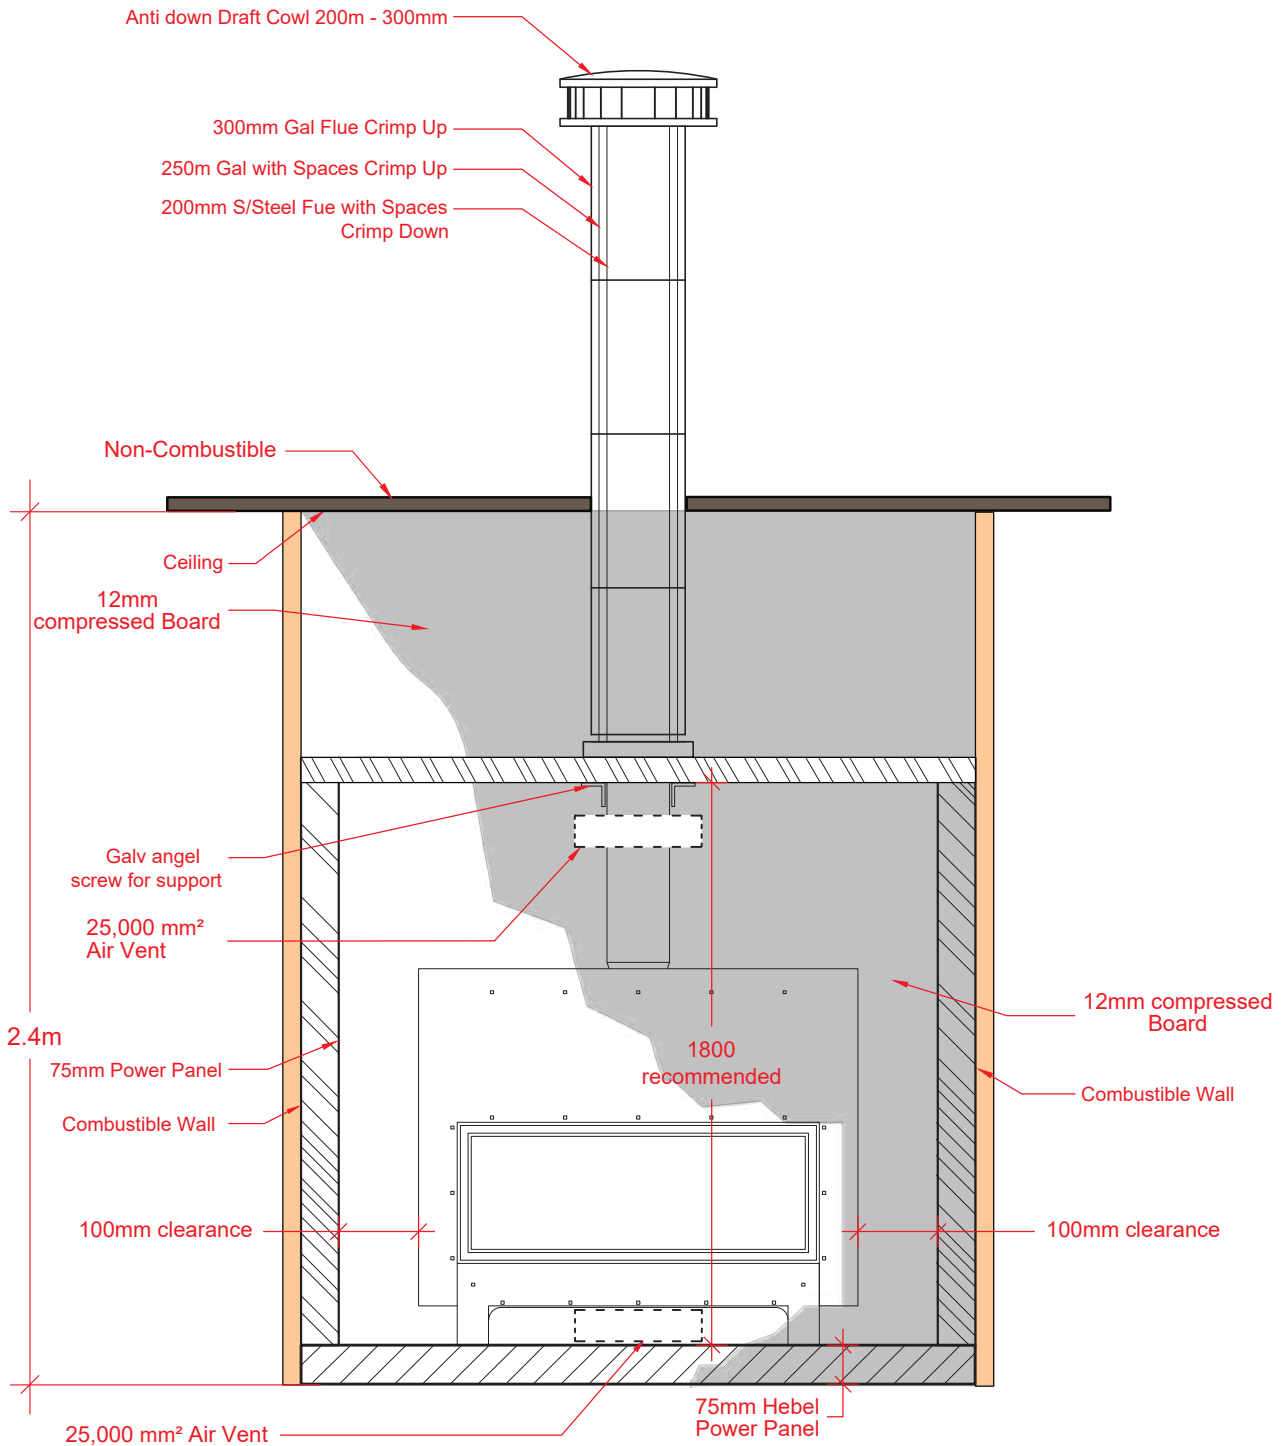 Anti down Draft Cowl 200m - 300mm
300mm Gal Flue Crimp Up
250m Gal with Spaces Crimp Up
200mm S/Steel Fue with Spaces
Crimp Down
Non-Combustible
Ceiling
12mm
compressed Board
Galv angel
screw for support
25,000 mm²
Air Vent
12mm compressed
Board
2.4m
1800
recommended
75mm Power Panel
Combustible Wall
Combustible Wall
100mm clearance
100mm clearance
75mm Hebel
Power Panel
25,000 mm² Air Vent